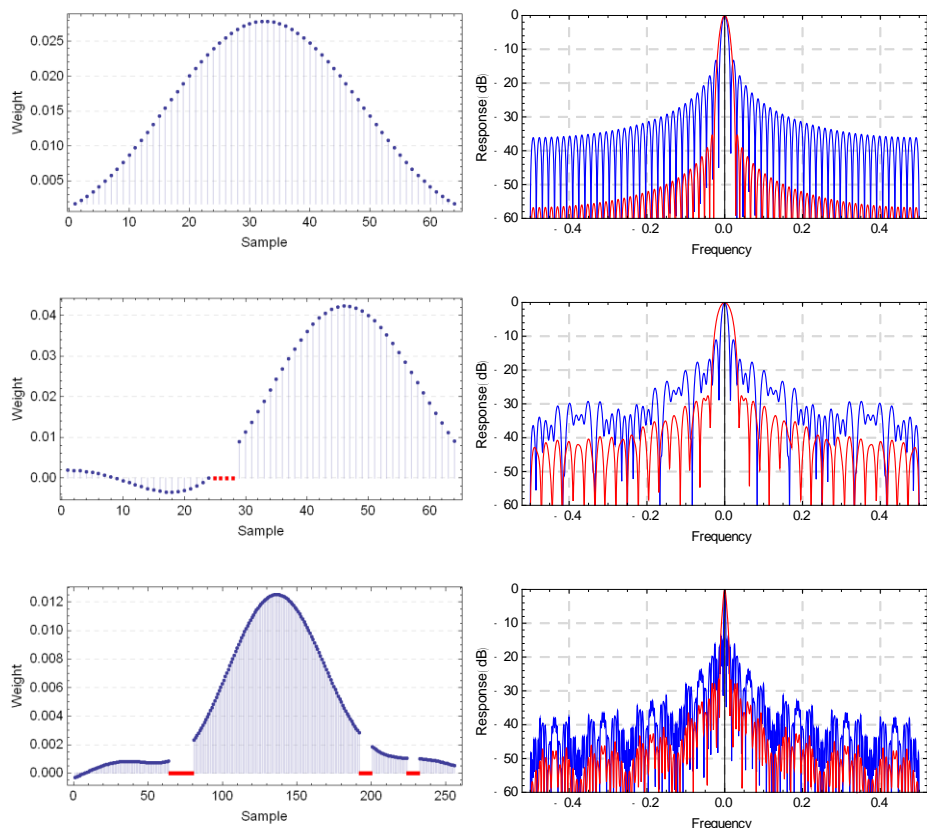 0.025
0.020
0.015
0.010
0.005
Weight
0 10 20 30 40 50 60
Sample
0
- 10
- 20
- 30
- 40
- 50
- 60
Response (dB)
- 0.4 - 0.2 0.0 0.2 0.4
Frequency
0.04
0.03
0.02
0.01
0.00
Weight
0 20 40 60
Sample
0
- 10
- 20
- 30
- 40
- 50
- 60
Response (dB)
- 0.4 - 0.2 0.0 0.2 0.4
Frequency
0.012
0.010
0.008
0.006
0.004
0.002
0.000
Weight
0 50 100 150 200 250
Sample
0
- 10
- 20
- 30
- 40
- 50
- 60
Response (dB)
- 0.4 - 0.2 0.0 0.2 0.4
Frequency